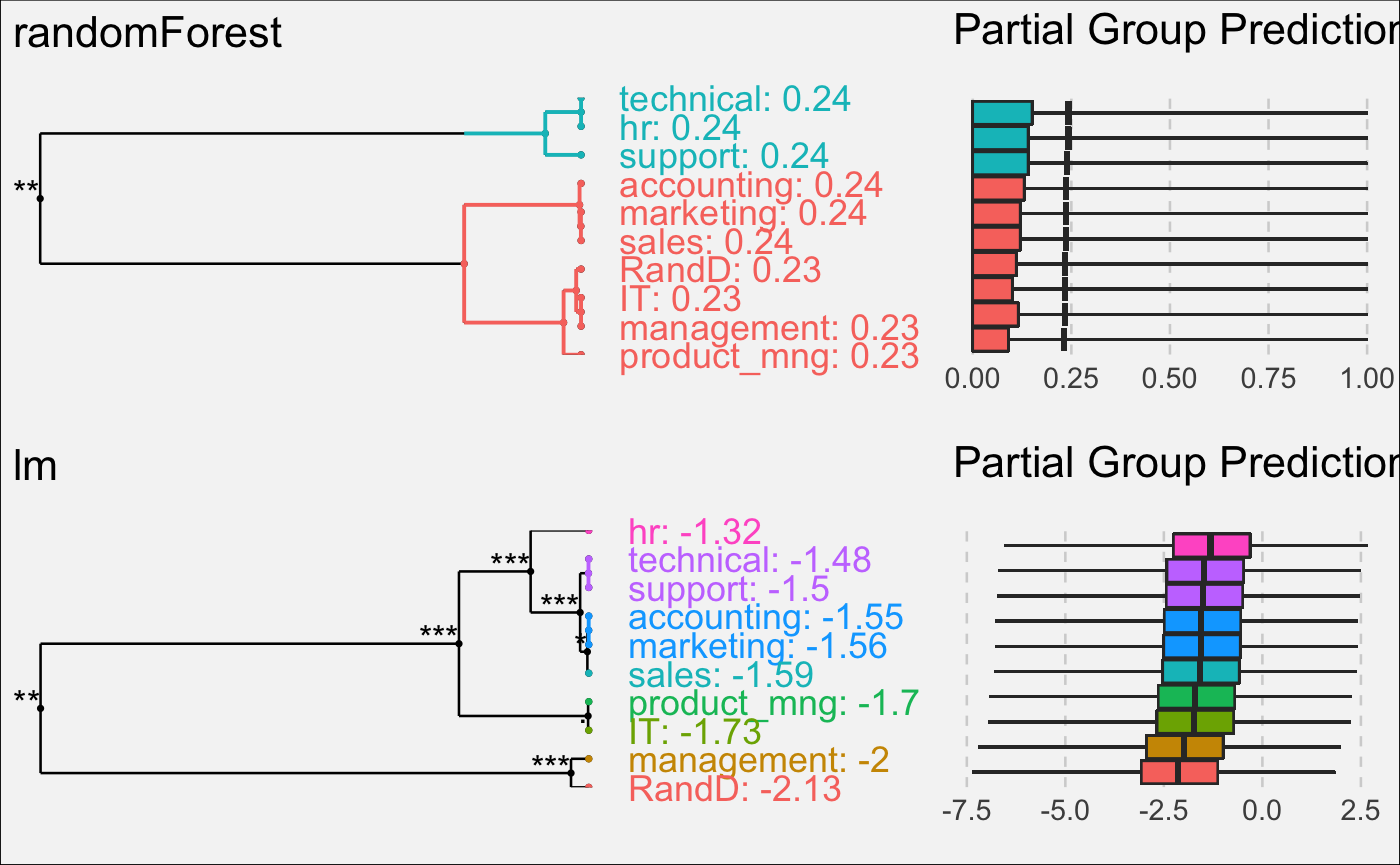 randomForest
Partial Group Prediction
technical: 0.24
hr: 0.24
support: 0.24
**
accounting: 0.24
marketing: 0.24
sales: 0.24
RandD: 0.23
IT: 0.23
management: 0.23
product_mng: 0.23
0.00 0.25 0.50 0.75 1.00
lm
Partial Group Prediction
hr: -1.32
***
technical: -1.48
support: -1.5
***
accounting: -1.55
***
marketing: -1.56
*
sales: -1.59
**
product_mng: -1.7
.
IT: -1.73
***
management: -2
RandD: -2.13
-7.5 -5.0 -2.5 0.0 2.5